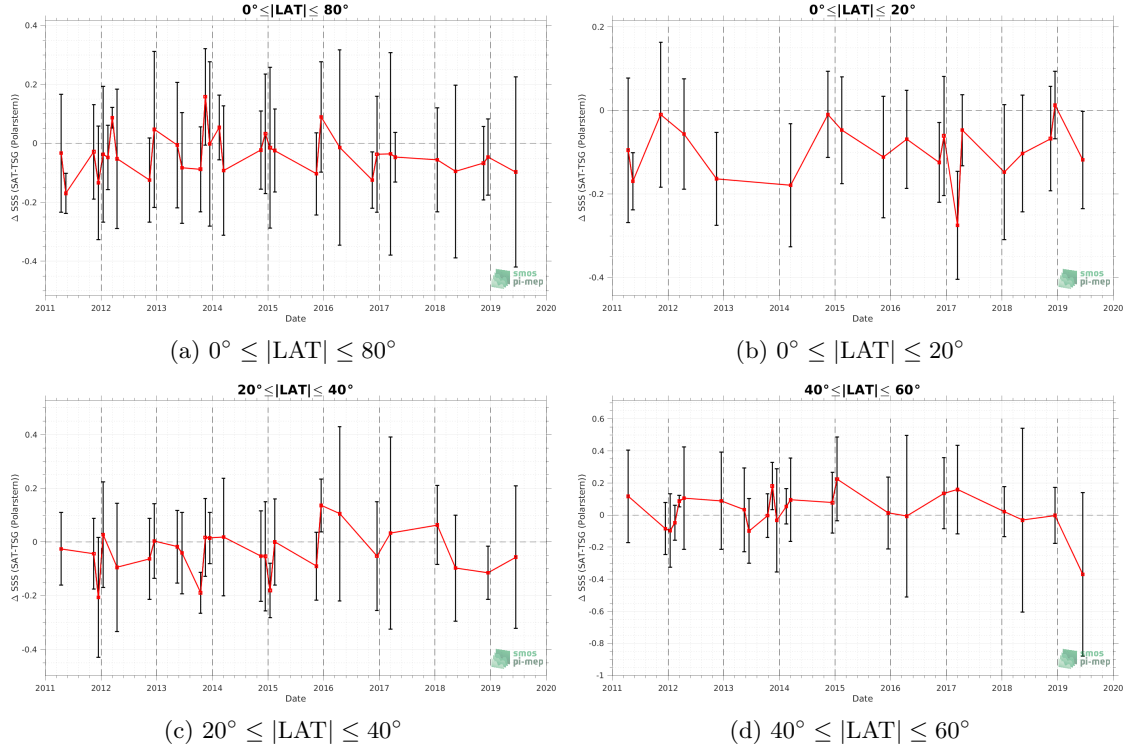 0°≤|LAT|≤ 80°
0.4
0.2
0
-0.2
-0.4
Δ SSS (SAT-TSG (Polarstern))
2011 2012 2013 2014 2015 2016 2017 2018 2019 2020
Date
smos
pi-mep
(a) 0° ≤ |LAT| ≤ 80°
0°≤|LAT|≤ 20°
0.2
0
-0.2
-0.4
Δ SSS (SAT-TSG (Polarstern))
2011 2012 2013 2014 2015 2016 2017 2018 2019 2020
Date
smos
pi-mep
(b) 0° ≤ |LAT| ≤ 20°
20°≤|LAT|≤ 40°
0.4
0.2
0
-0.2
-0.4
Δ SSS (SAT-TSG (Polarstern))
2011 2012 2013 2014 2015 2016 2017 2018 2019 2020
Date
smos
pi-mep
(c) 20° ≤ |LAT| ≤ 40°
40°≤|LAT|≤ 60°
0.6
0.4
0.2
0
-0.2
-0.4
-0.6
-0.8
-1
Δ SSS (SAT-TSG (Polarstern))
2011 2012 2013 2014 2015 2016 2017 2018 2019 2020
Date
smos
pi-mep
(d) 40° ≤ |LAT| ≤ 60°